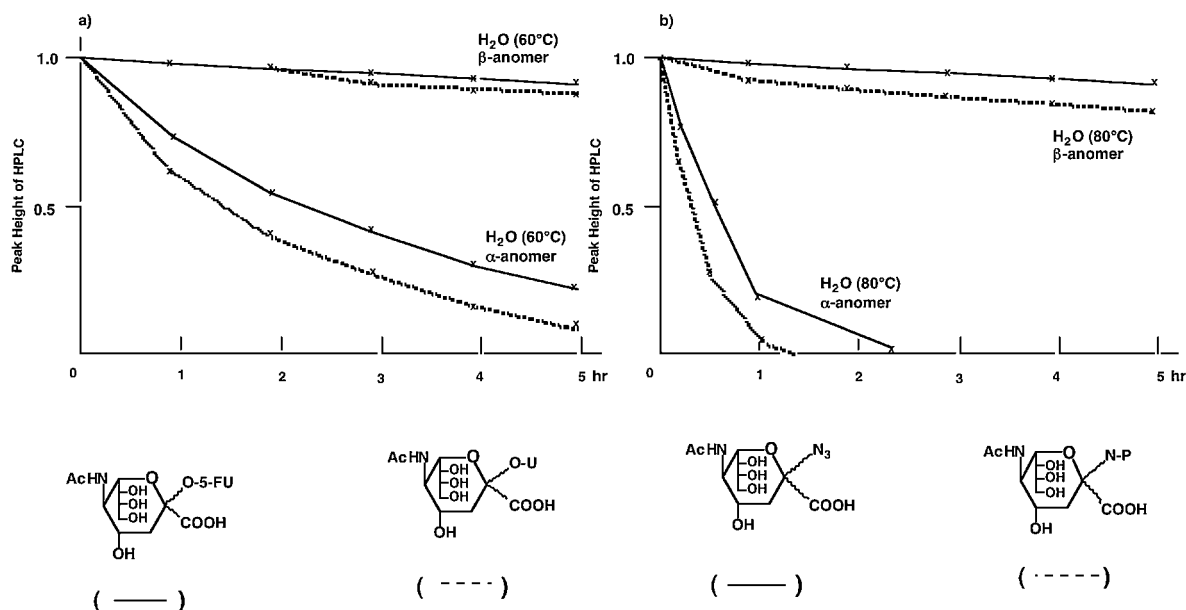 a)
1.0
0.5
Peak Height of HPLC
H2O (60°C)
β-anomer
H2O (60°C)
α-anomer
0 1 2 3 4 5 hr
b)
1.0
0.5
Peak Height of HPLC
H2O (80°C)
β-anomer
H2O (80°C)
α-anomer
0 1 2 3 4 5 hr
AcHN
O
OH
OH
OH
O-5-FU
COOH
OH
( —— )
AcHN
O
OH
OH
OH
O-U
COOH
OH
( ---- )
AcHN
O
OH
OH
OH
N3
COOH
OH
( —— )
AcHN
O
OH
OH
OH
N-P
COOH
OH
( ----- )